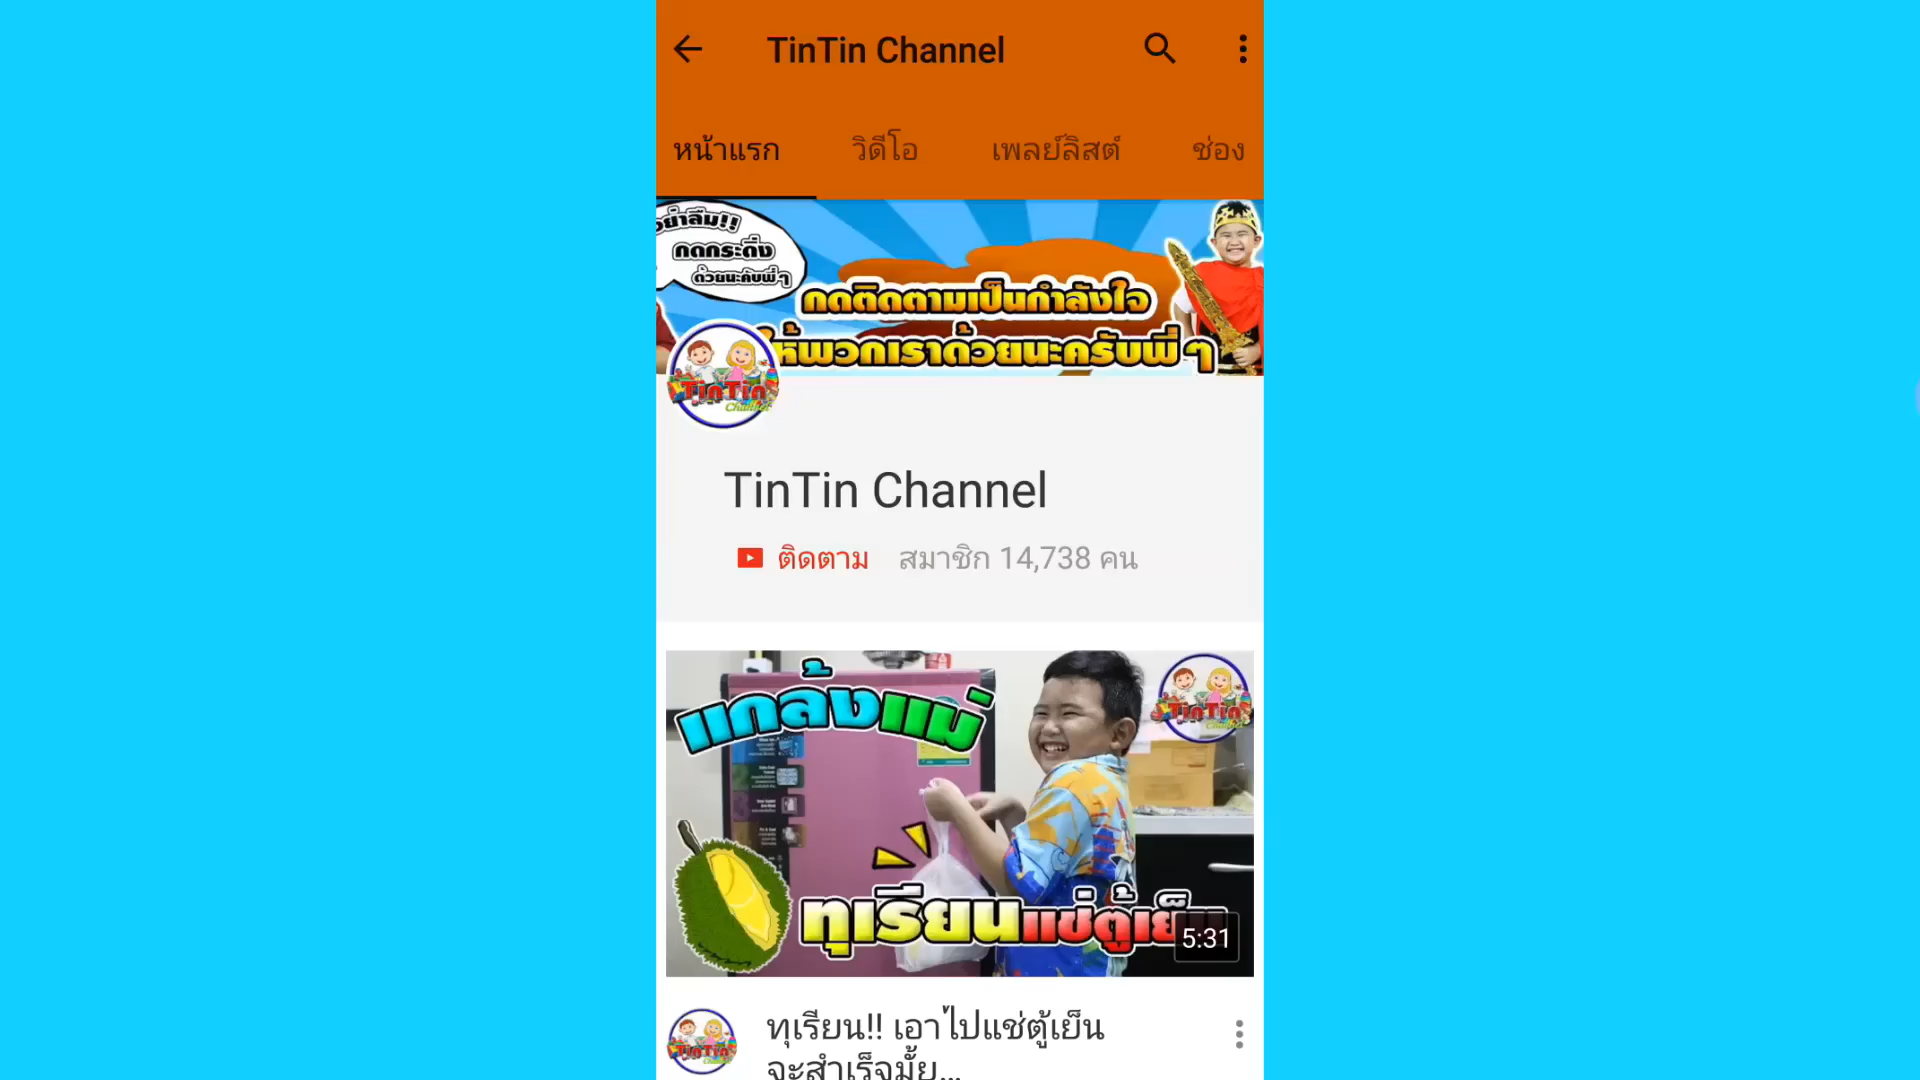 TinTin Channel
หน้าแรก วิดีโอ เพลย์ลิสต์ ช่อง
อย่าลืม!!
กดกระดิ่ง
ด้วยนะคับพี่ๆ
กดติดตามเป็นกำลังใจ
ให้พวกเราด้วยนะครับพี่ ๆ
TinTin
Channel
TinTin Channel
ติดตาม สมาชิก 14,738 คน
แกล้งแม่
TinTin
Channel
ทุเรียนแช่ตู้เย็น
5:31
ทุเรียน!! เอาไปแช่ตู้เย็น
จะสำเร็จมั้ย...
TinTin